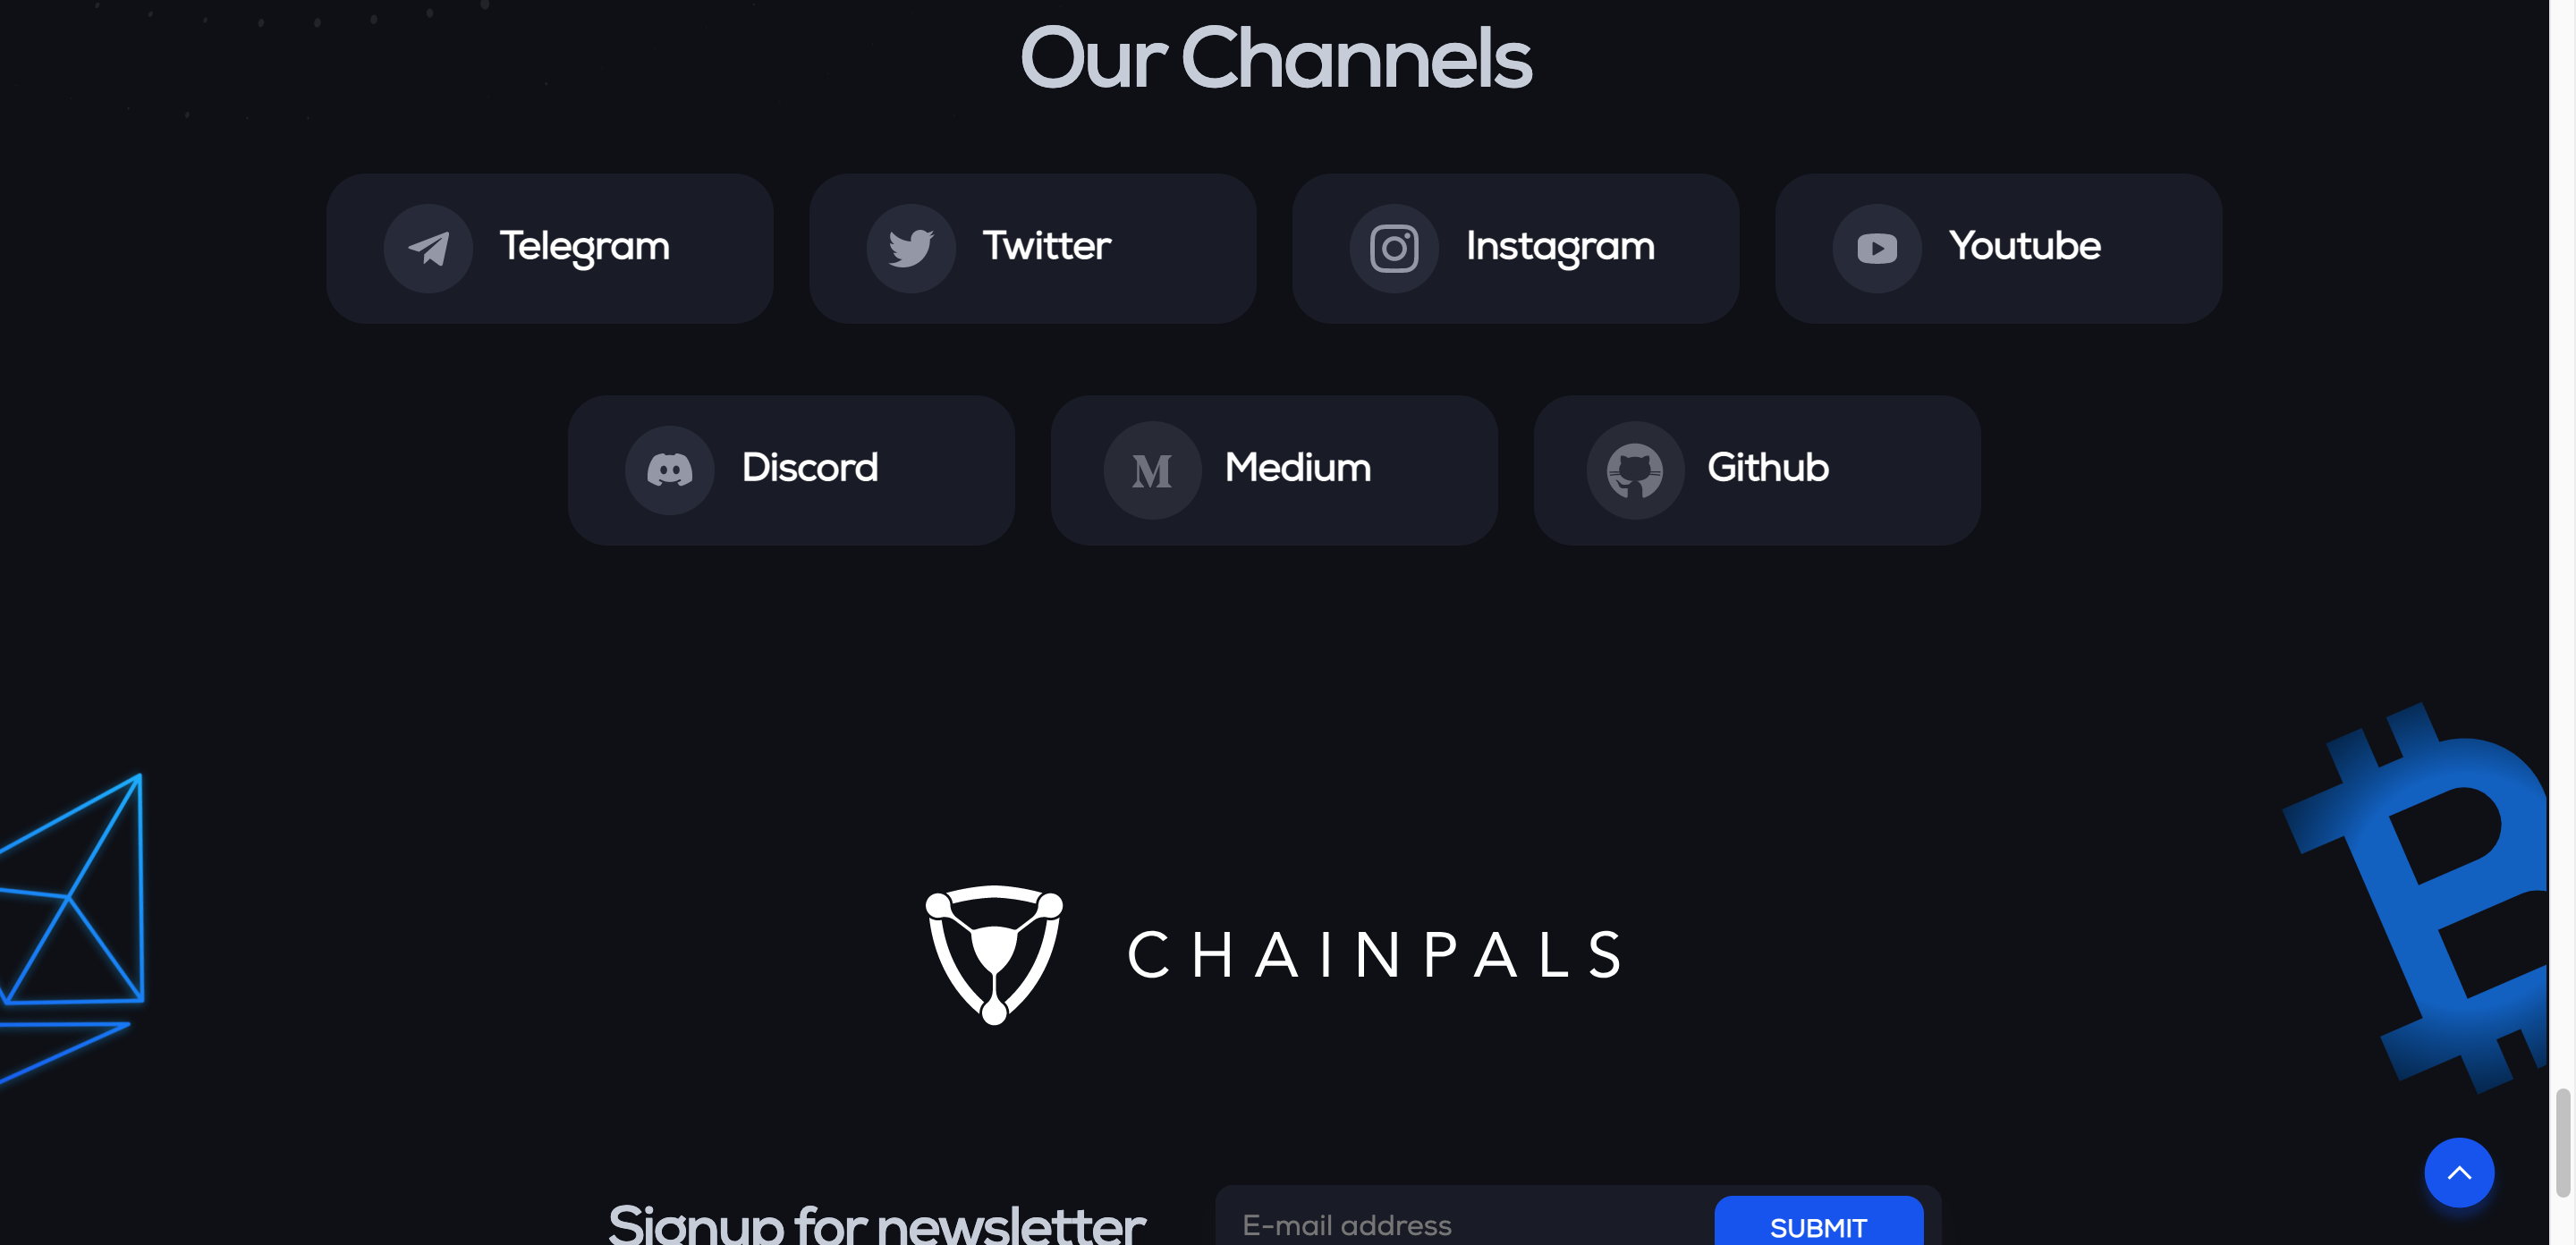 Our Channels
Telegram
Twitter
Instagram
Youtube
Discord
Medium
Github
CHAINPALS
Signup for newsletter
E-mail address
SUBMIT